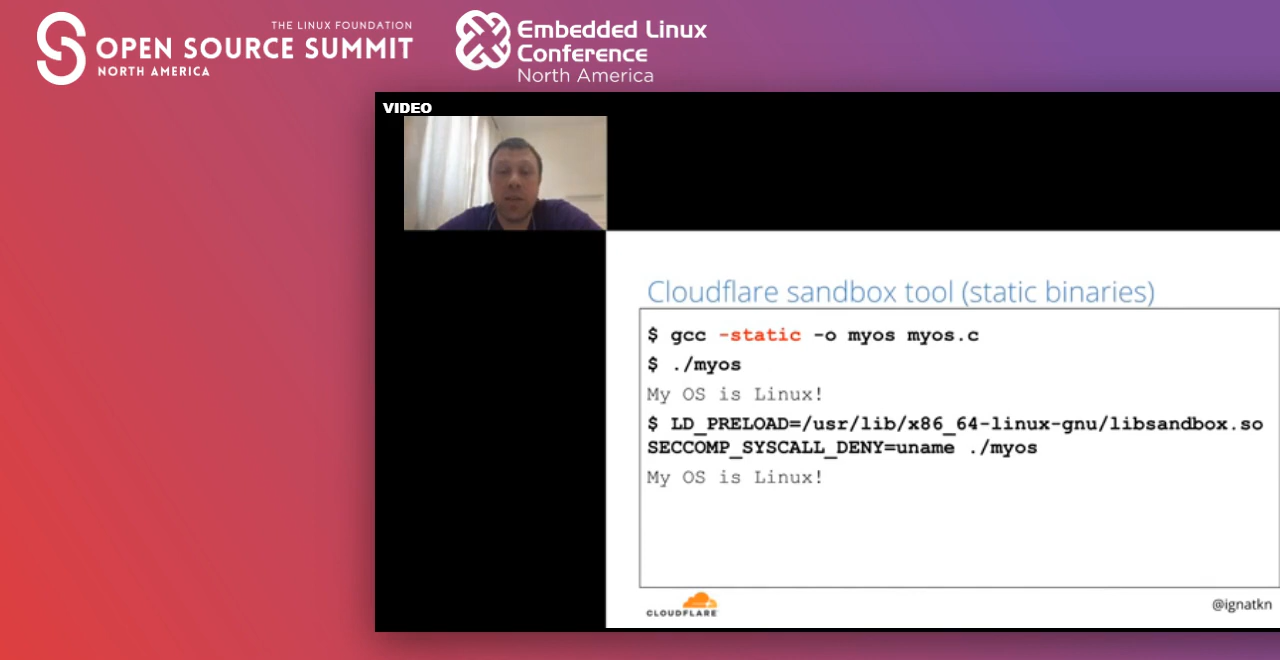 THE LINUX FOUNDATION
OPEN SOURCE SUMMIT
NORTH AMERICA
Embedded Linux
Conference
North America
VIDEO
Cloudflare sandbox tool (static binaries)
$ gcc -static -o myos myos.c
$ ./myos
My OS is Linux!
$ LD_PRELOAD=/usr/lib/x86_64-linux-gnu/libsandbox.so
SECCOMP_SYSCALL_DENY=uname ./myos
My OS is Linux!
CLOUDFLARE
@ignatkn